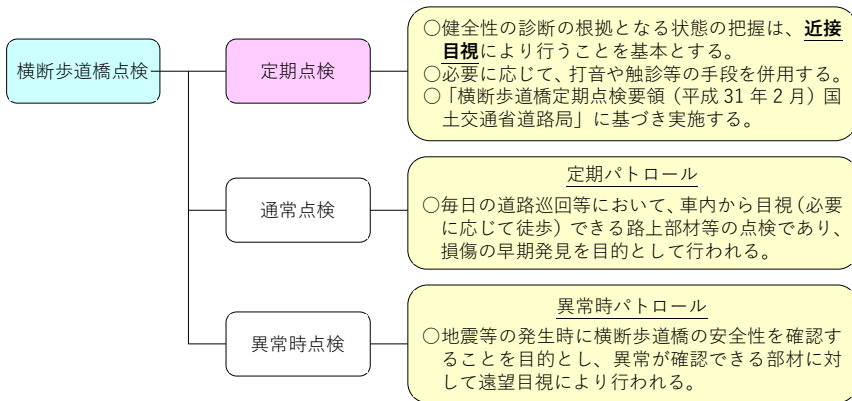 横断歩道橋点検
定期点検
○健全性の診断の根拠となる状態の把握は、近接
目視により行うことを基本とする。
○必要に応じて、打音や触診等の手段を併用する。
○「横断歩道橋定期点検要領（平成 31 年 2 月）国
土交通省道路局」に基づき実施する。
通常点検
定期パトロール
○毎日の道路巡回等において、車内から目視（必要
に応じて徒歩）できる路上部材等の点検であり、
損傷の早期発見を目的として行われる。
異常時点検
異常時パトロール
○地震等の発生時に横断歩道橋の安全性を確認す
ることを目的とし、異常が確認できる部材に対
して遠望目視により行われる。